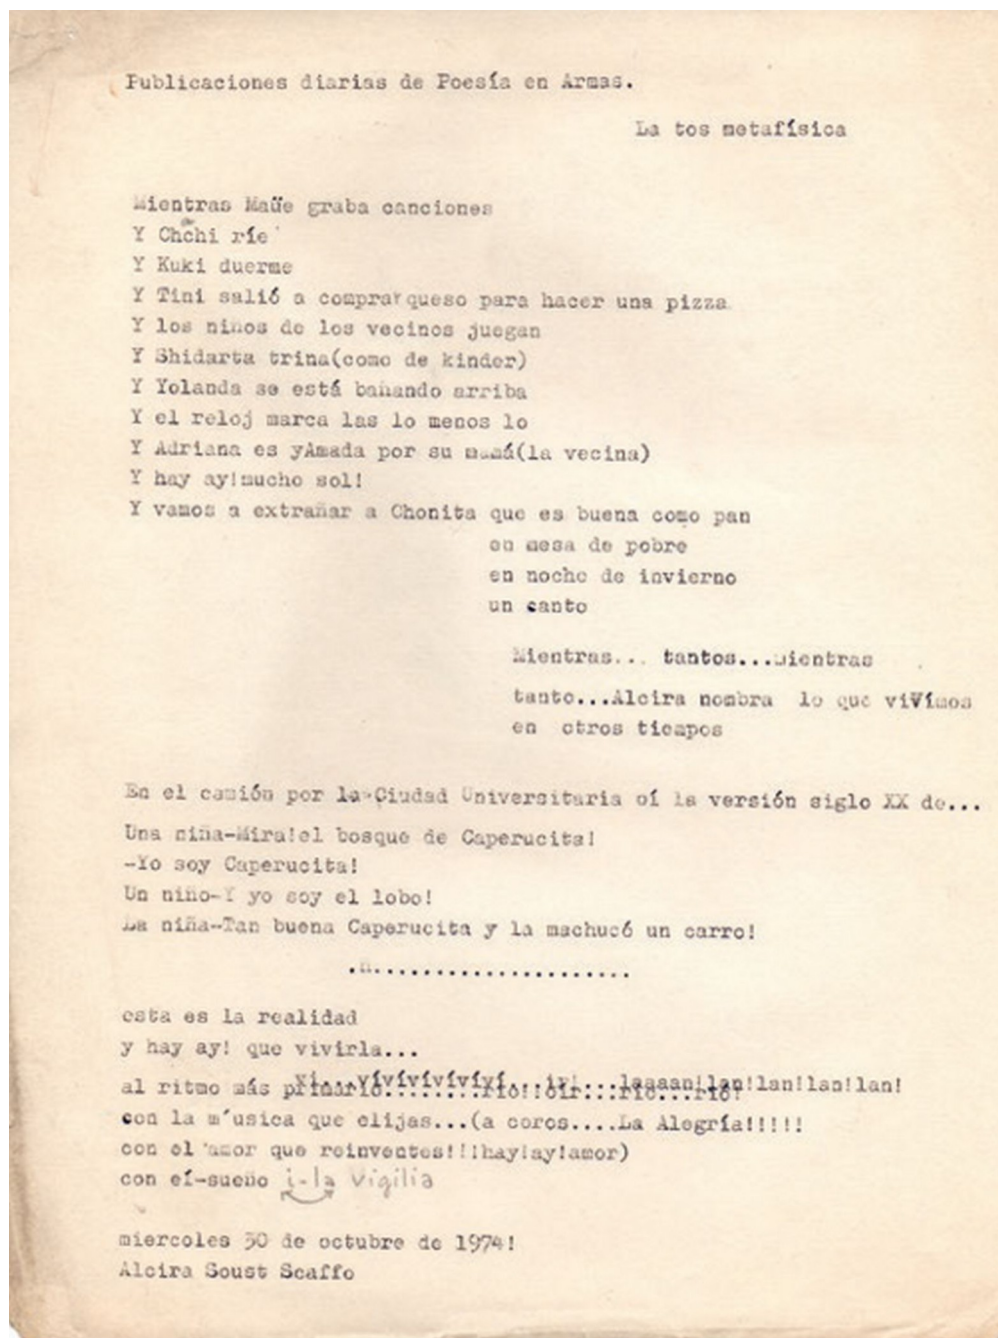 Publicaciones diarias de Poesía en Armas.
La tos metafísica
Mientras Maüe graba canciones
Y Chchi ríe
Y Kuki duerme
Y Tini salió a comprar queso para hacer una pizza
Y los niños de los vecinos juegan
Y Shidarta trina(como de kinder)
Y Yolanda se está bañando arriba
Y el reloj marca las lo menos lo
Y Adriana es yAmada por su mamá(la vecina)
Y hay ay!mucho sol!
Y vamos a extrañar a Chonita que es buena como pan
en mesa de pobre
en noche de invierno
un canto
Mientras... tantos...mientras
tanto...Alcira nombra lo que viVímos
en otros tiempos
En el camión por la Ciudad Universitaria oí la versión siglo XX de...
Una niña-Mira!el bosque de Caperucita!
-Yo soy Caperucita!
Un niño-Y yo soy el lobo!
La niña-Tan buena Caperucita y la machucó un carro!
esta es la realidad
y hay ay! que vivirla...
al ritmo más primario lan!lan!lan!lan!
con la m´usica que elijas...(a coros....La Alegría!!!!!
con el amor que reinventes!!!hay!ay!amor)
con eí-sueño i-la vigilia
miercoles 30 de octubre de 1974!
Alcira Soust Scaffo